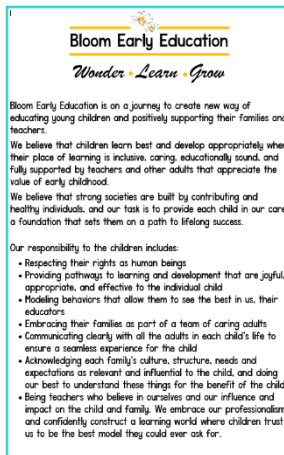 Bloom Early Education
Wonder • Learn • Grow
Bloom Early Education is on a journey to create new way of
educating young children and positively supporting their families and
teachers.
We believe that children learn best and develop appropriately when
their place of learning is inclusive, caring, educationally sound, and
fully supported by teachers and other adults that appreciate the
value of early childhood.
We believe that strong societies are built by contributing and
healthy individuals, and our task is to provide each child in our care
a foundation that sets them on a path to lifelong success.
Our responsibility to the children includes:
• Respecting their rights as human beings
• Providing pathways to learning and development that are joyful,
appropriate, and effective to the individual child
• Modeling behaviors that allow them to see the best in us, their
educators
• Embracing their families as part of a team of caring adults
• Communicating clearly with all the adults in each child's life to
ensure a seamless experience for the child
• Acknowledging each family's culture, structure, needs and
expectations as relevant and influential to the child, and doing
our best to understand these things for the benefit of the child
• Being teachers who believe in ourselves and our influence and
impact on the child and family. We embrace our professionalism
and confidently construct a learning world where children trust
us to be the best model they could ever ask for.